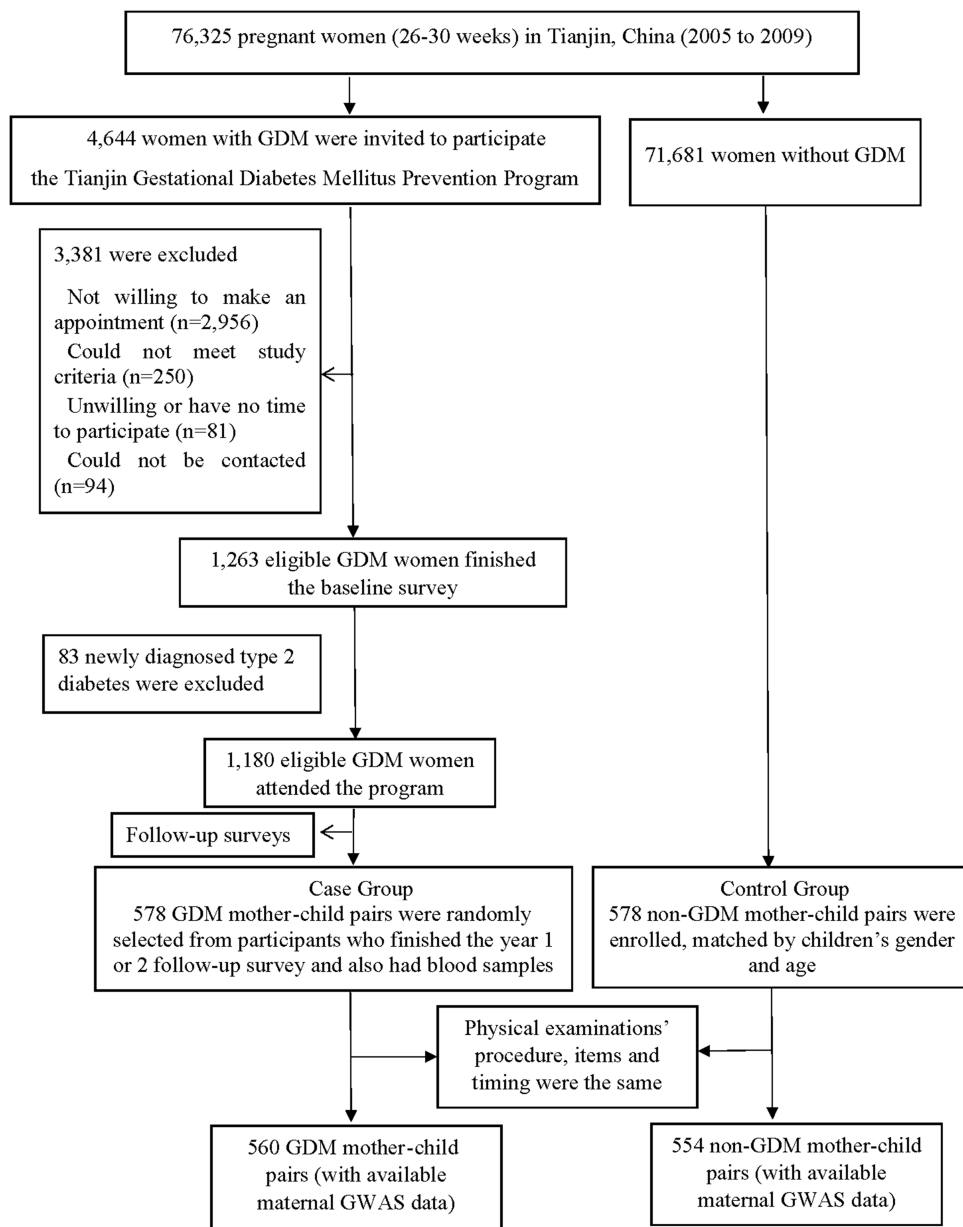 76,325 pregnant women (26-30 weeks) in Tianjin, China (2005 to 2009)
4,644 women with GDM were invited to participate
the Tianjin Gestational Diabetes Mellitus Prevention Program
71,681 women without GDM
3,381 were excluded
Not willing to make an
appointment (n=2,956)
Could not meet study
criteria (n=250)
Unwilling or have no time
to participate (n=81)
Could not be contacted
(n=94)
1,263 eligible GDM women finished
the baseline survey
83 newly diagnosed type 2
diabetes were excluded
1,180 eligible GDM women
attended the program
Follow-up surveys
Case Group
578 GDM mother-child pairs were randomly
selected from participants who finished the year 1
or 2 follow-up survey and also had blood samples
Control Group
578 non-GDM mother-child pairs were
enrolled, matched by children’s gender
and age
Physical examinations’
procedure, items and
timing were the same
560 GDM mother-child
pairs (with available
maternal GWAS data)
554 non-GDM mother-child
pairs (with available
maternal GWAS data)